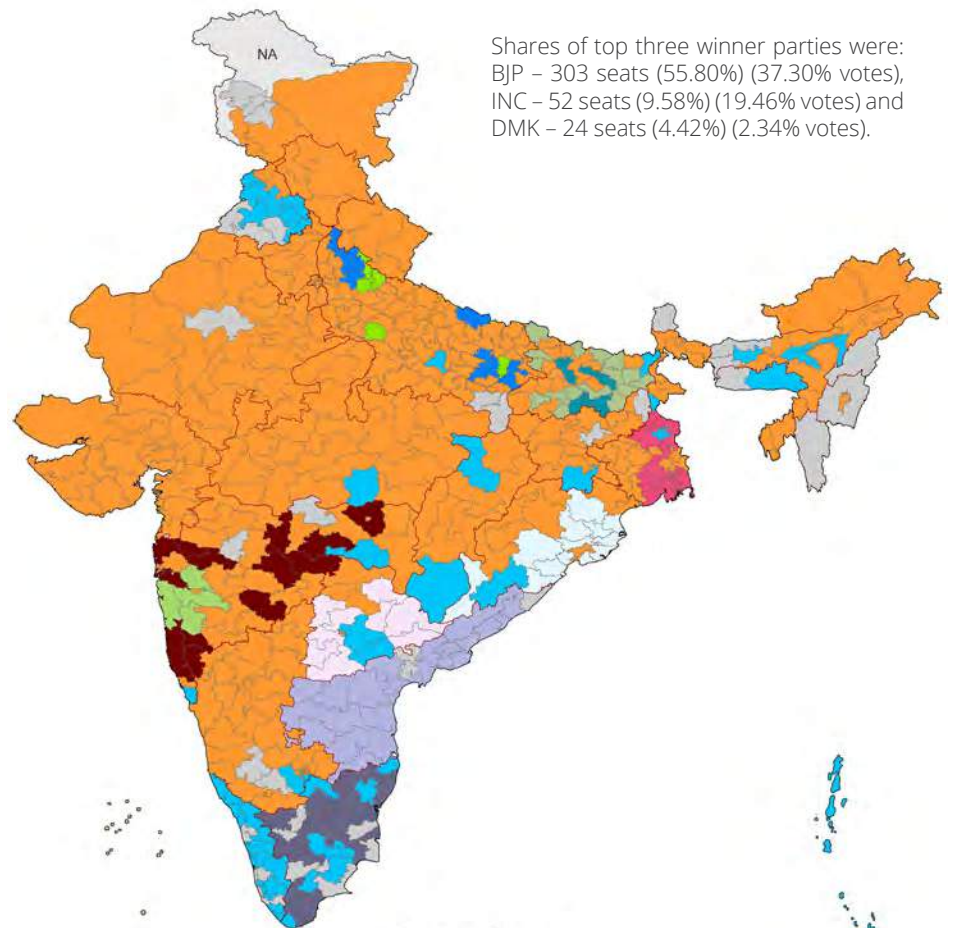 Shares of top three winner parties were:
BJP – 303 seats (55.80%) (37.30% votes),
INC – 52 seats (9.58%) (19.46% votes) and
DMK – 24 seats (4.42%) (2.34% votes).
NA